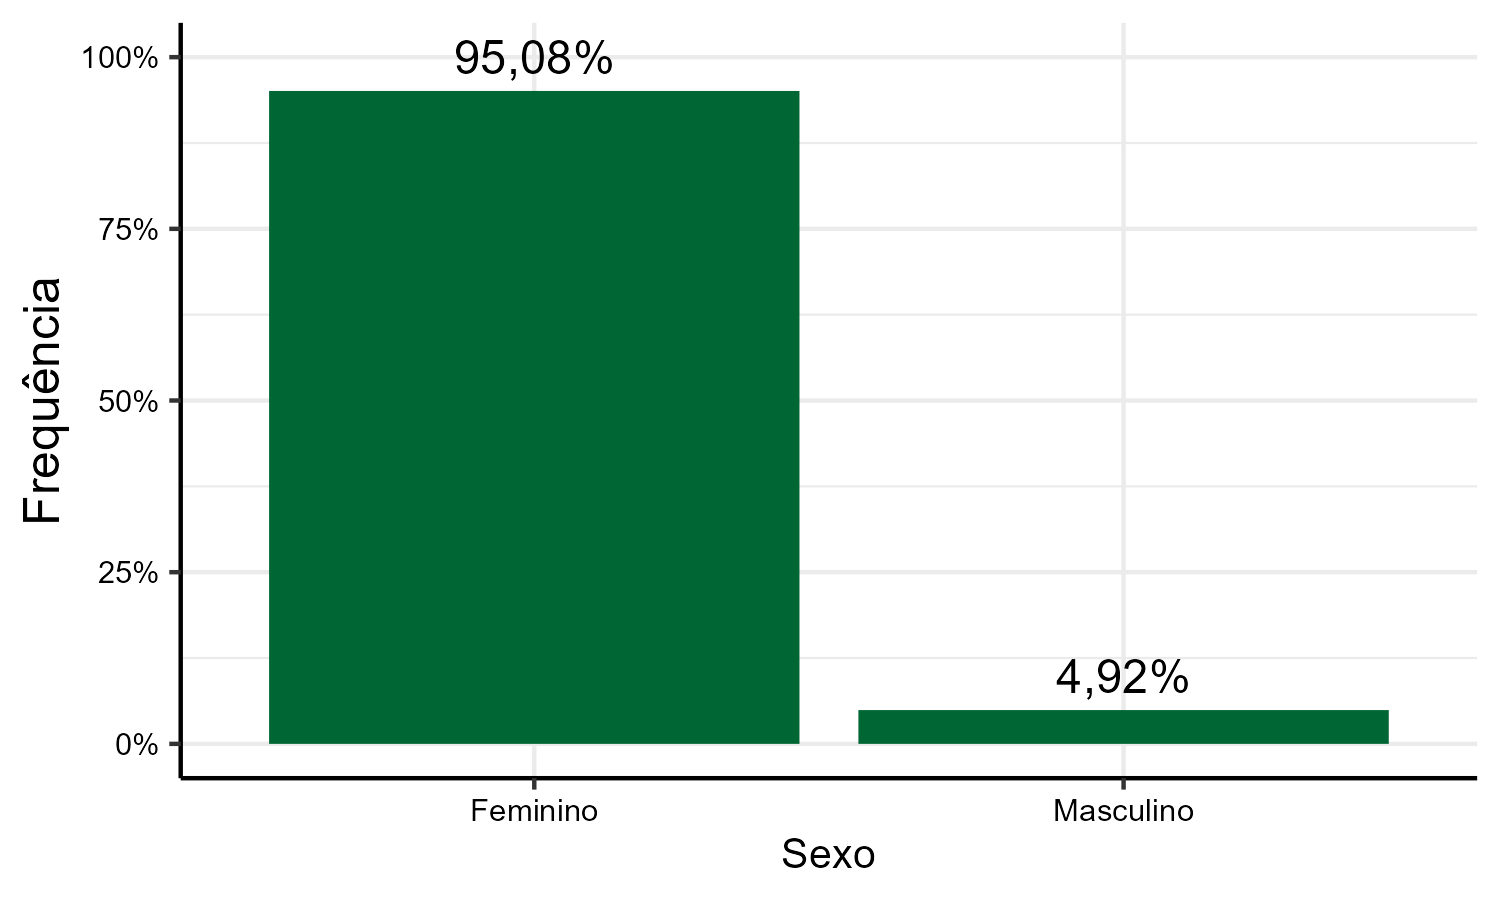 Frequência
100%
75%
50%
25%
0%
95,08%
4,92%
Feminino
Masculino
Sexo